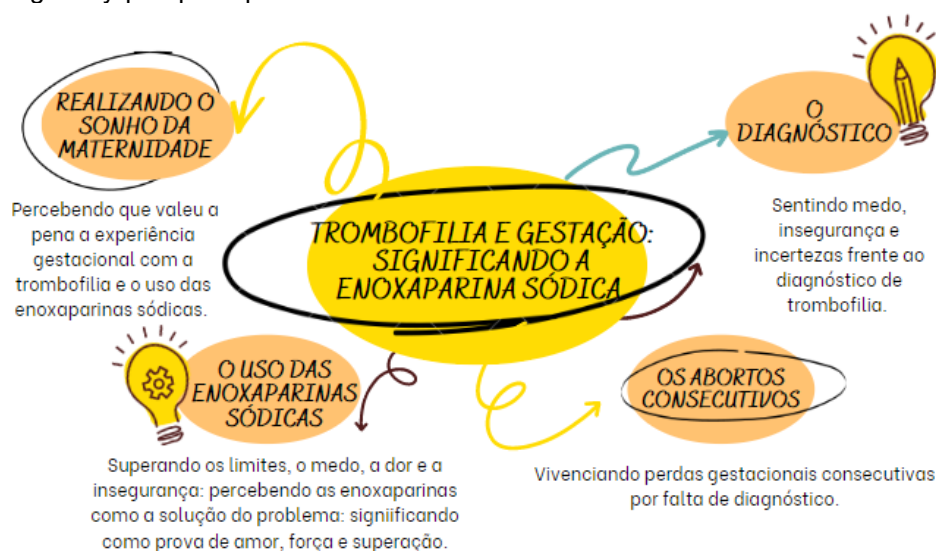 TROMBOFILIA E GESTAÇÃO:
SIGNIFICANDO A
ENOXAPARINA SÓDICA
O
DIAGNÓSTICO
Sentindo medo,
insegurança e
incertezas frente ao
diagnóstico de
trombofilia.
OS ABORTOS
CONSECUTIVOS
Vivenciando perdas gestacionais consecutivas
por falta de diagnóstico.
O USO DAS
ENOXAPARINAS
SÓDICAS
Superando os limites, o medo, a dor e a
insegurança: percebendo as enoxaparinas
como a solução do problema: signiificando
como prova de amor, força e superação.
REALIZANDO O
SONHO DA
MATERNIDADE
Percebendo que valeu a
pena a experiência
gestacional com a
trombofilia e o uso das
enoxaparinas sódicas.